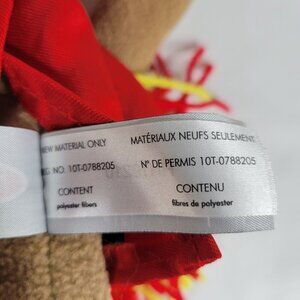 NEW MATERIAL ONLY
REG. NO. 10T-0788205
CONTENT
polyester fibers
MATÉRIAUX NEUFS SEULEMENT
N° DE PERMIS 10T-0788205
CONTENU
fibres de polyester